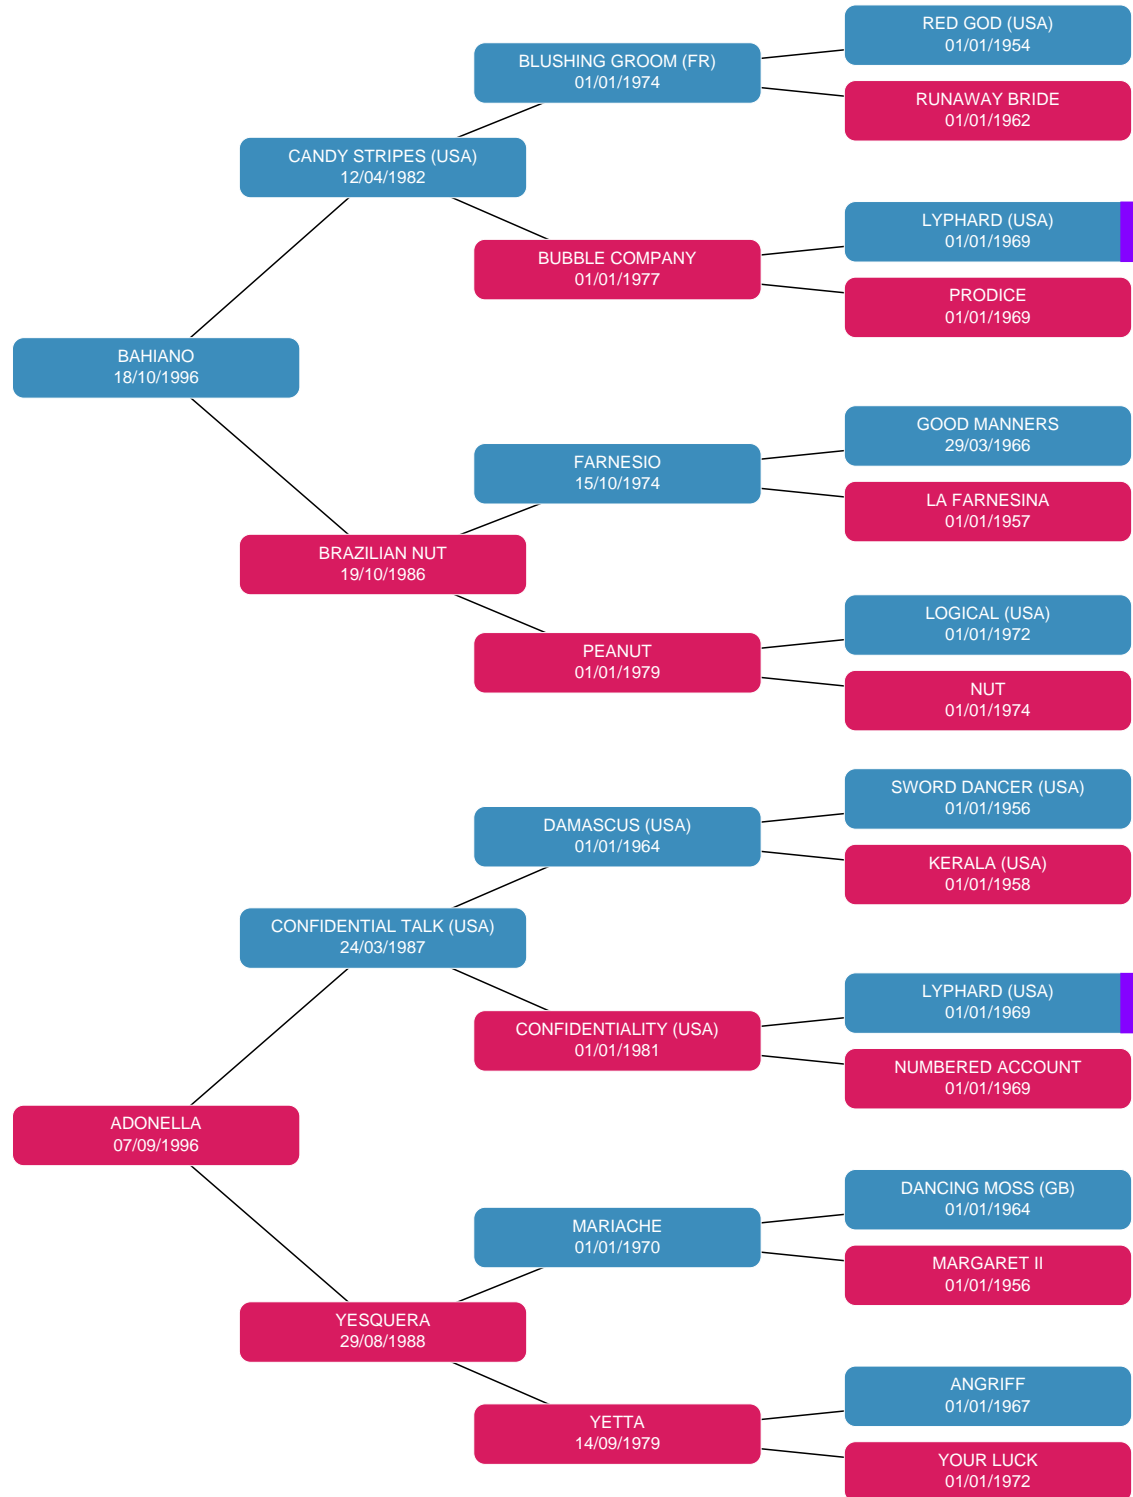 RED GOD (USA)
01/01/1954
BLUSHING GROOM (FR)
01/01/1974
RUNAWAY BRIDE
01/01/1962
CANDY STRIPES (USA)
12/04/1982
LYPHARD (USA)
01/01/1969
BUBBLE COMPANY
01/01/1977
PRODICE
01/01/1969
BAHIANO
18/10/1996
GOOD MANNERS
29/03/1966
FARNESIO
15/10/1974
LA FARNESINA
01/01/1957
BRAZILIAN NUT
19/10/1986
LOGICAL (USA)
01/01/1972
PEANUT
01/01/1979
NUT
01/01/1974
SWORD DANCER (USA)
01/01/1956
DAMASCUS (USA)
01/01/1964
KERALA (USA)
01/01/1958
CONFIDENTIAL TALK (USA)
24/03/1987
LYPHARD (USA)
01/01/1969
CONFIDENTIALITY (USA)
01/01/1981
NUMBERED ACCOUNT
01/01/1969
ADONELLA
07/09/1996
DANCING MOSS (GB)
01/01/1964
MARIACHE
01/01/1970
MARGARET II
01/01/1956
YESQUERA
29/08/1988
ANGRIFF
01/01/1967
YETTA
14/09/1979
YOUR LUCK
01/01/1972